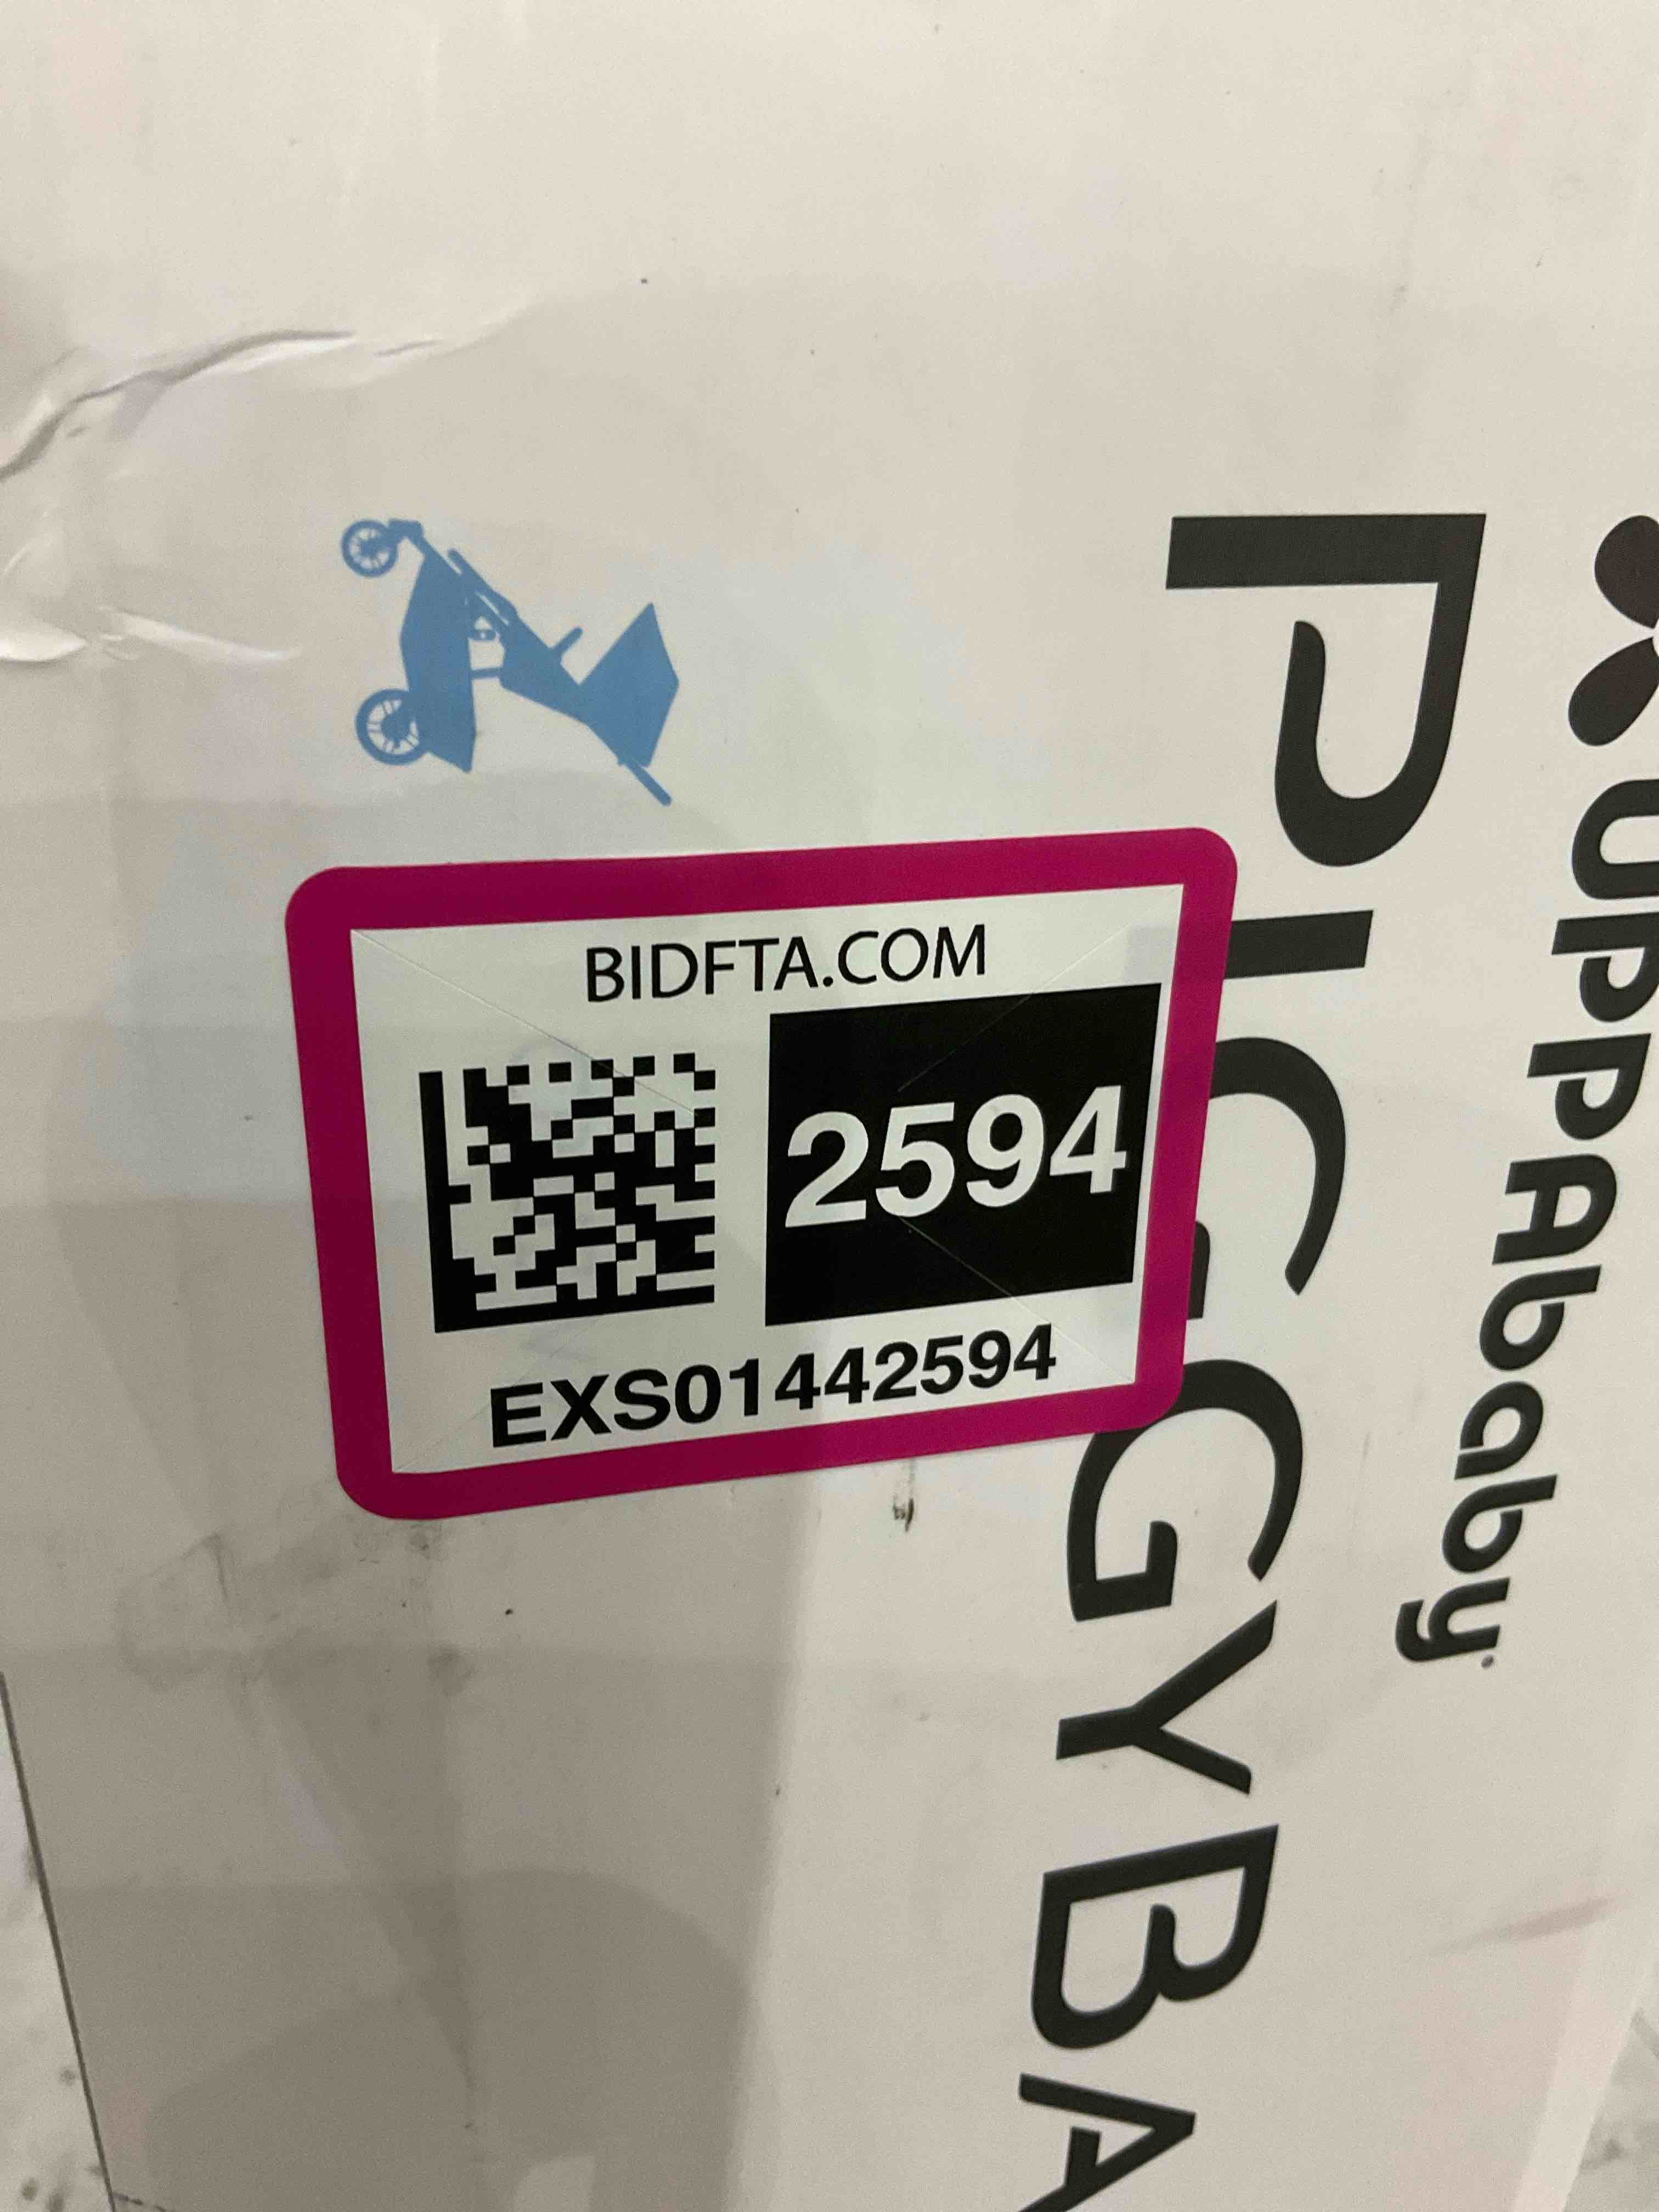 UPPAbaby
PIGGYBA
BIDFTA.COM
2594
EXS01442594